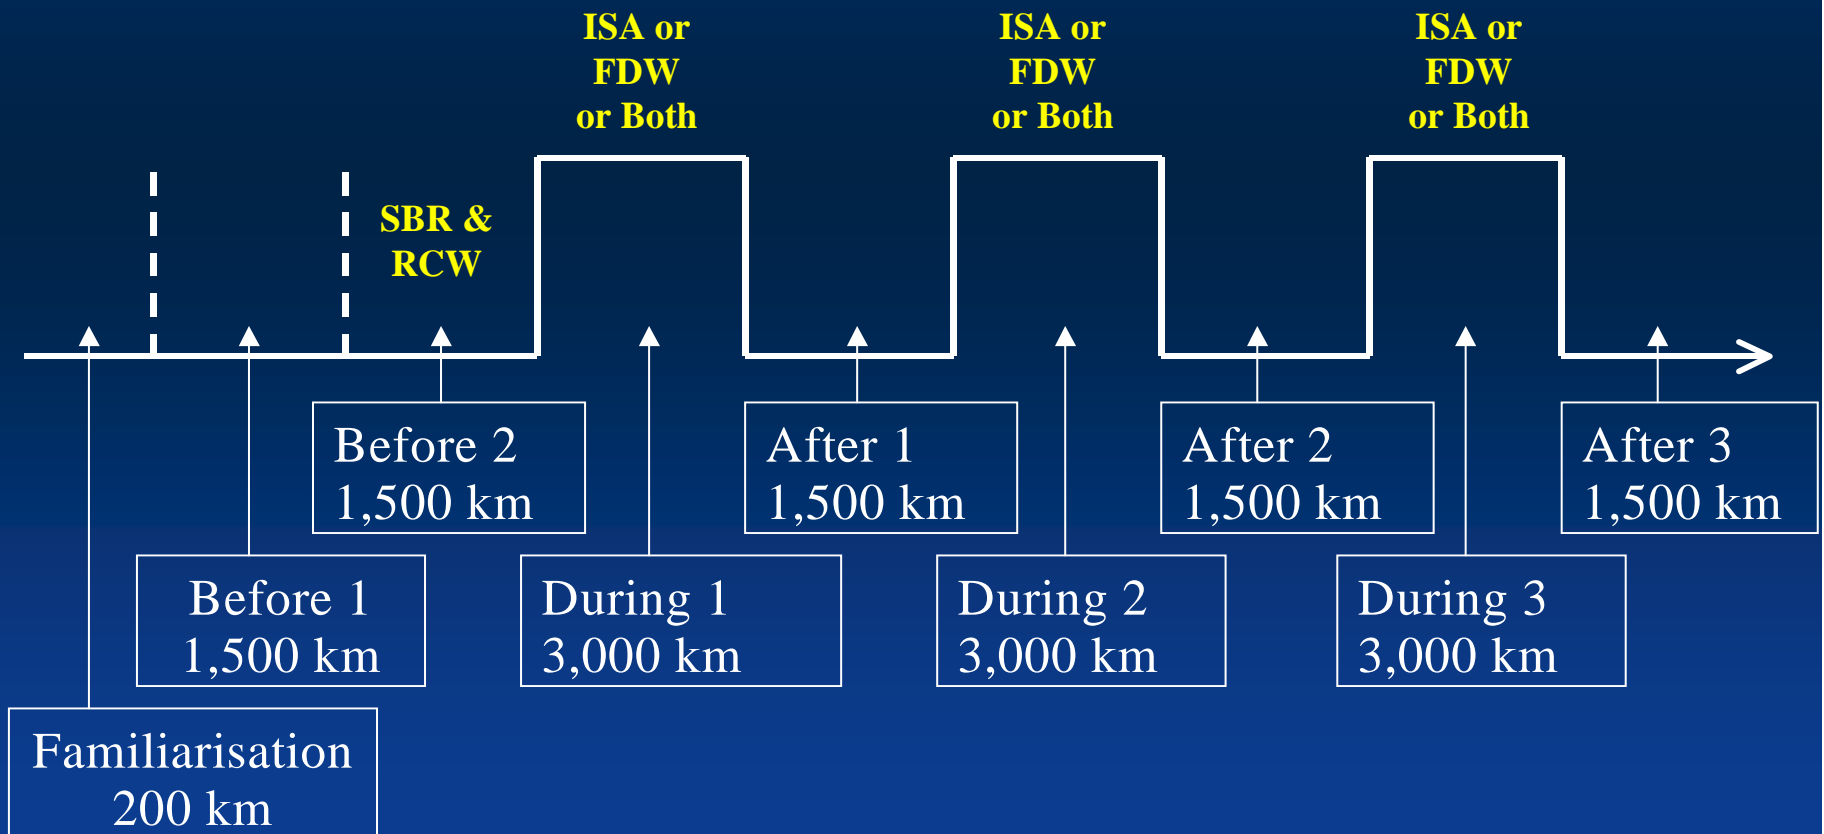 ISA or
FDW
or Both
ISA or
FDW
or Both
ISA or
FDW
or Both
SBR &
RCW
Before 2
1,500 km
After 1
1,500 km
After 2
1,500 km
After 3
1,500 km
Before 1
1,500 km
During 1
3,000 km
During 2
3,000 km
During 3
3,000 km
Familiarisation
200 km